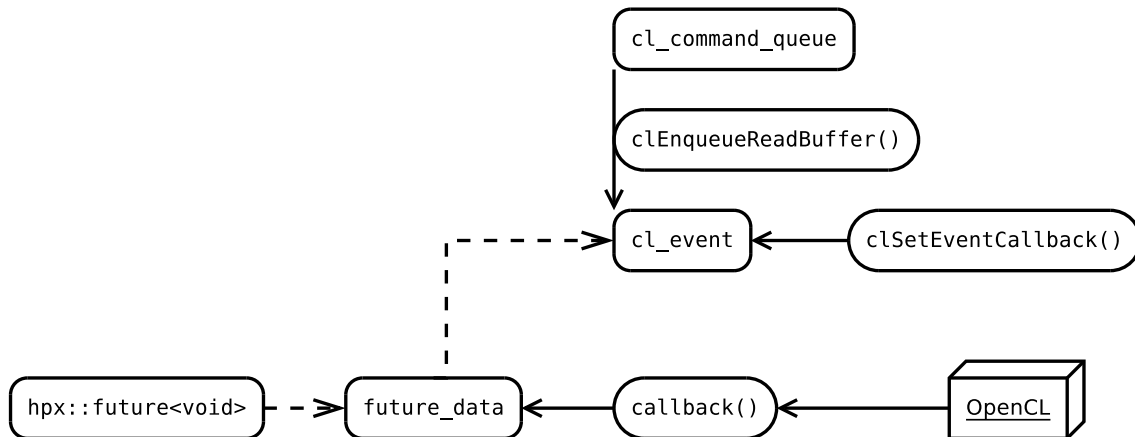 cl_command_queue
clEnqueueReadBuffer()
cl_event
clSetEventCallback()
hpx::future<void>
future_data
callback()
OpenCL